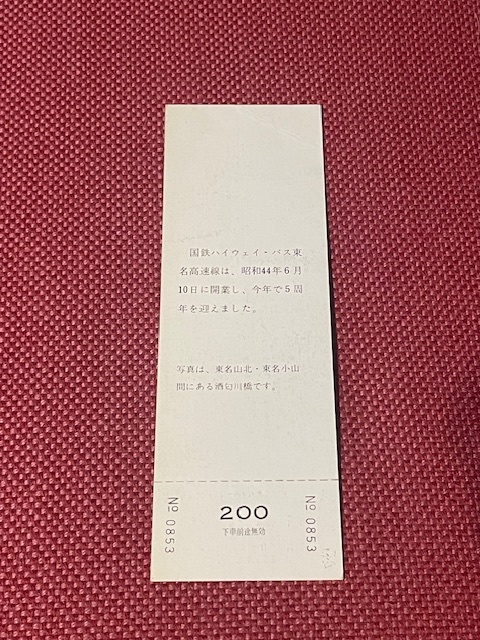 国鉄ハイウェイ・バス東
名高速線は、昭和44年6月
10日に開業し、今年で5周
年を迎えました。
写真は、東名山北・東名小山
間にある酒匂川橋です。
200
下車前途無効
No 0853
No 0853